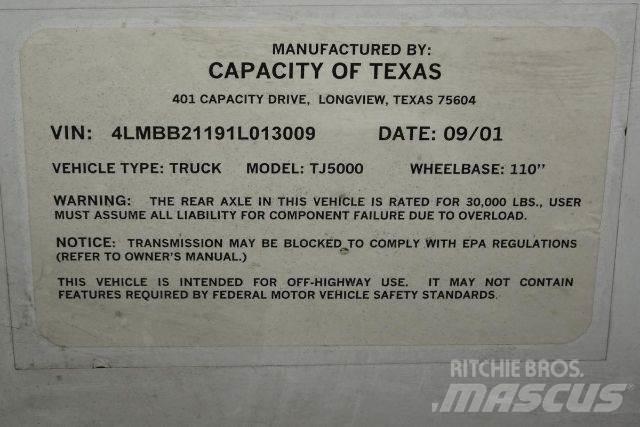 MANUFACTURED BY:
CAPACITY OF TEXAS
401 CAPACITY DRIVE, LONGVIEW, TEXAS 75604
VIN: 4LMBB21191L013009 DATE: 09/01
VEHICLE TYPE: TRUCK MODEL: TJ5000 WHEELBASE: 110"
WARNING: THE REAR AXLE IN THIS VEHICLE IS RATED FOR 30,000 LBS., USER
MUST ASSUME ALL LIABILITY FOR COMPONENT FAILURE DUE TO OVERLOAD.
NOTICE: TRANSMISSION MAY BE BLOCKED TO COMPLY WITH EPA REGULATIONS
(REFER TO OWNER'S MANUAL.)
THIS VEHICLE IS INTENDED FOR OFF-HIGHWAY USE. IT MAY NOT CONTAIN
FEATURES REQUIRED BY FEDERAL MOTOR VEHICLE SAFETY STANDARDS.
RITCHIE BROS.
MASCUS